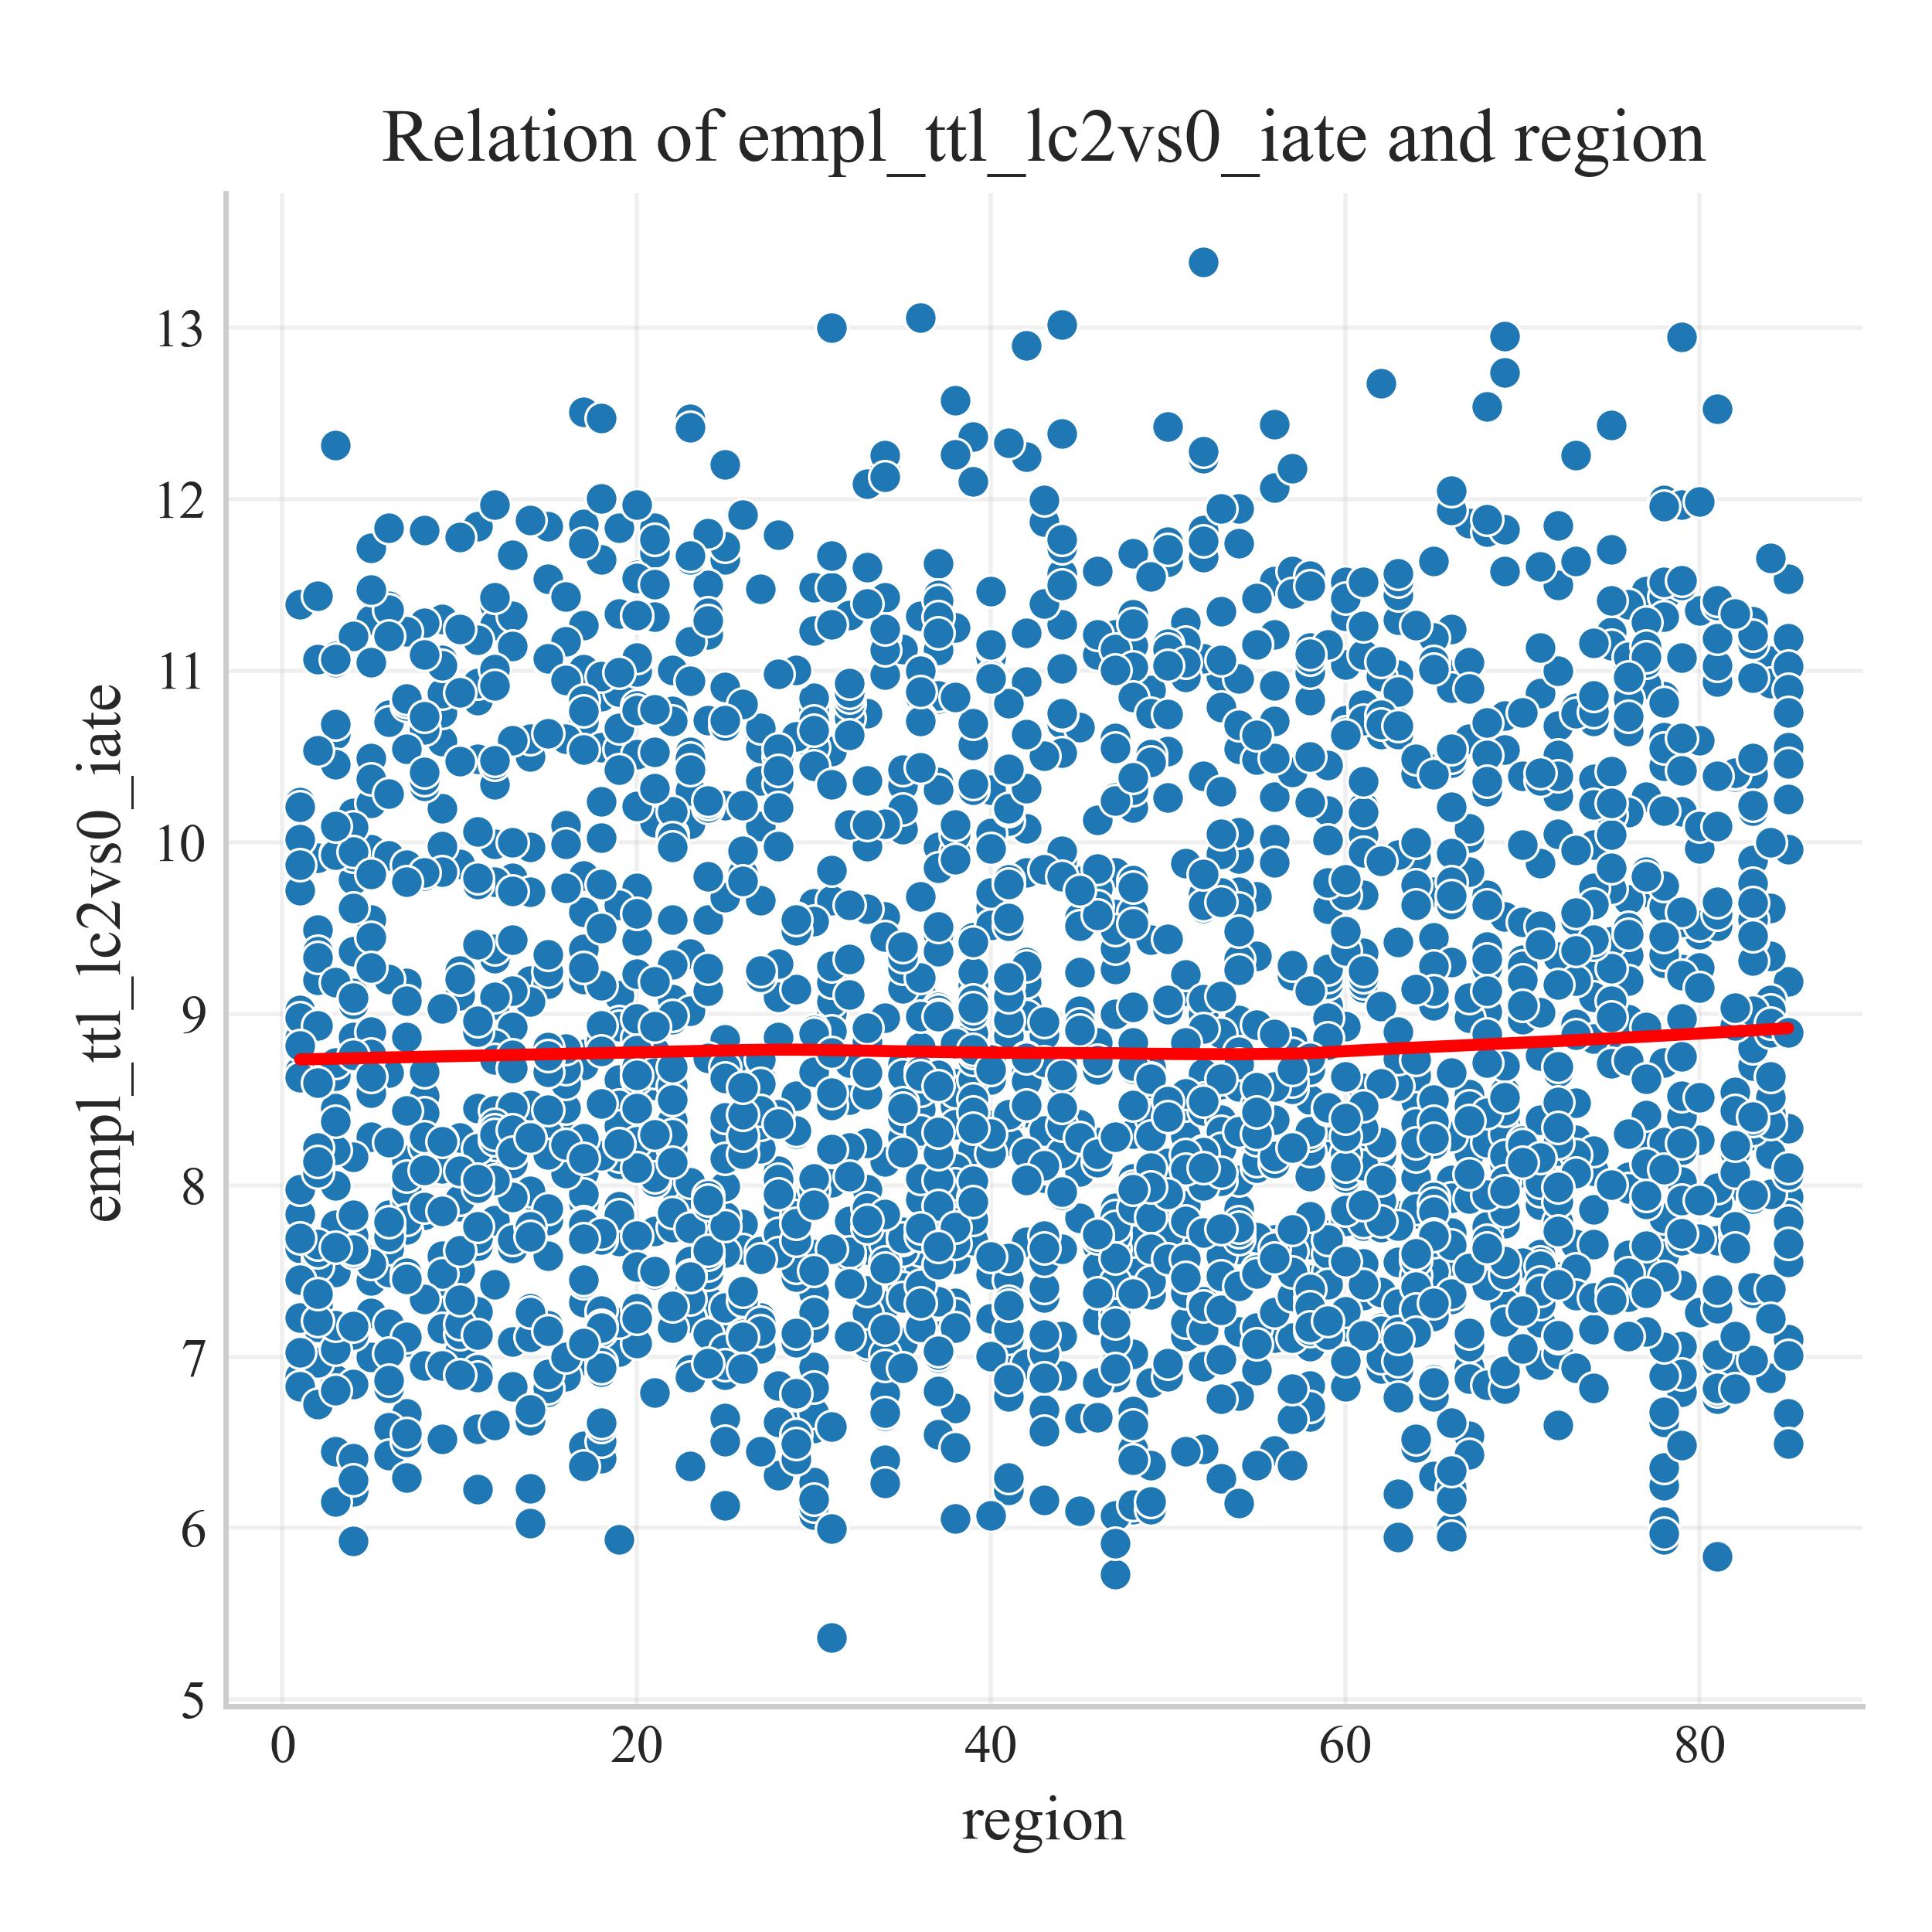 Relation of empl_ttl_lc2vs0_iate and region
empl_ttl_lc2vs0_iate
13
12
11
10
9
8
7
6
5
0 20 40 60 80
region